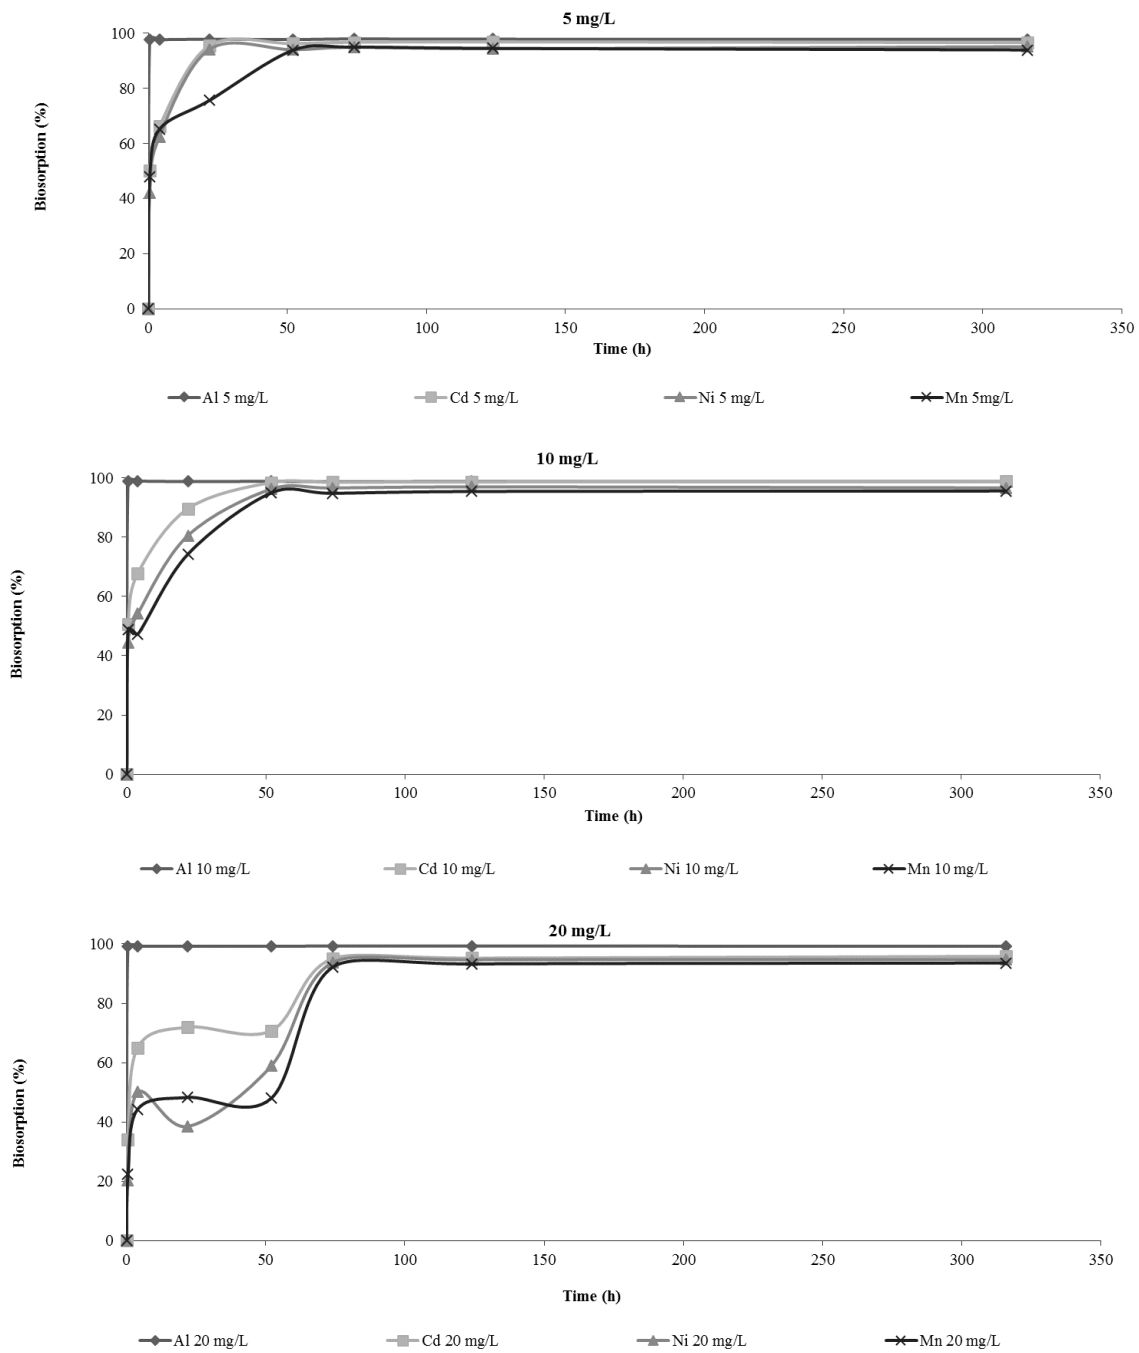 5 mg/L
100
80
60
40
20
0
Biosorption (%)
0 50 100 150 200 250 300 350
Time (h)
Al 5 mg/L Cd 5 mg/L Ni 5 mg/L Mn 5mg/L
10 mg/L
100
80
60
40
20
0
Biosorption (%)
0 50 100 150 200 250 300 350
Time (h)
Al 10 mg/L Cd 10 mg/L Ni 10 mg/L Mn 10 mg/L
20 mg/L
100
80
60
40
20
0
Biosorption (%)
0 50 100 150 200 250 300 350
Time (h)
Al 20 mg/L Cd 20 mg/L Ni 20 mg/L Mn 20 mg/L